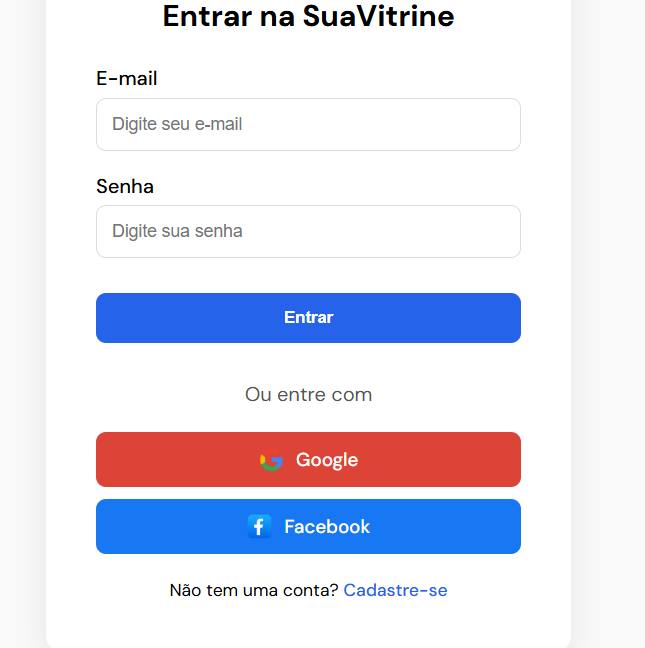 Entrar na SuaVitrine
E-mail
Digite seu e-mail
Senha
Digite sua senha
Entrar
Ou entre com
Google
Facebook
Não tem uma conta? Cadastre-se